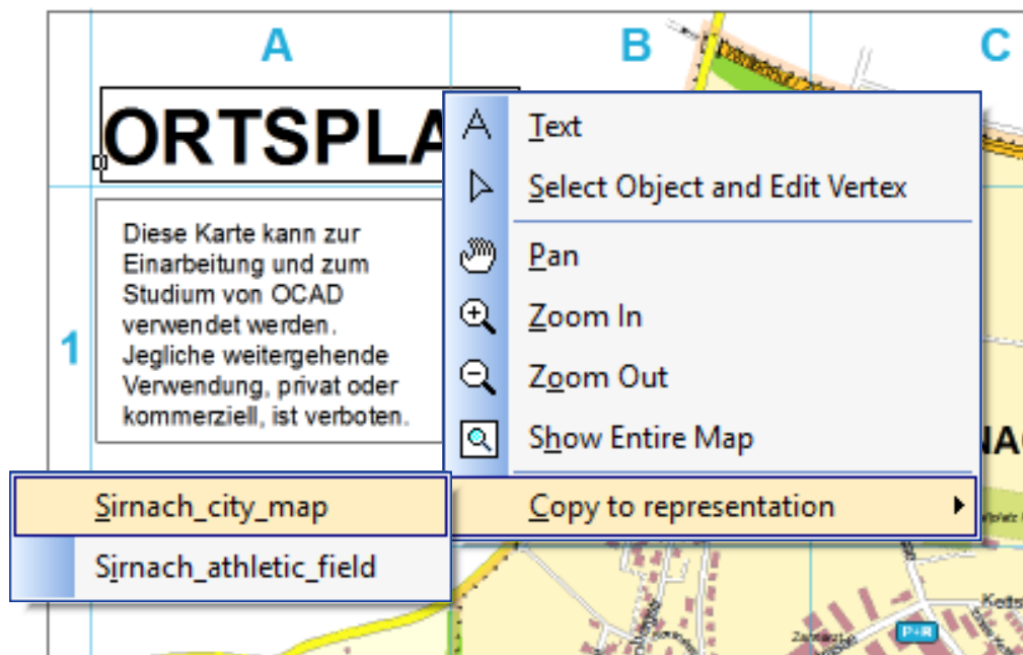 A
B
C
ORTSPLA
Diese Karte kann zur
Einarbeitung und zum
Studium von OCAD
verwendet werden.
Jegliche weitergehende
Verwendung, privat oder
kommerziell, ist verboten.
1
Text
Select Object and Edit Vertex
Pan
Zoom In
Zoom Out
Show Entire Map
Copy to representation
Sirnach_city_map
Sirnach_athletic_field
P+R